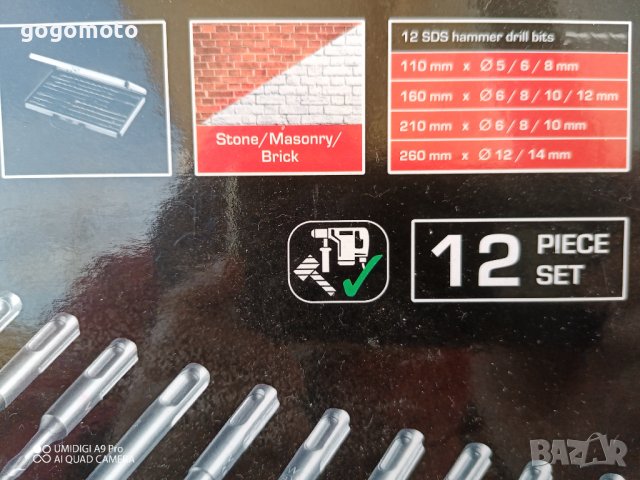 gogomoto
12 SDS hammer drill bits
110 mm x Ø 5 / 6 / 8 mm
160 mm x Ø 6 / 8 / 10 / 12 mm
210 mm x Ø 6 / 8 / 10 mm
260 mm x Ø 12 / 14 mm
Stone/Masonry/
Brick
12 PIECE
SET
UMIDIGI A9 Pro
AI QUAD CAMERA
BAZAR